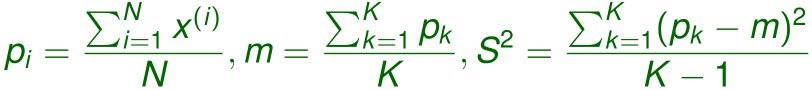 p_i = \frac{\sum_{i=1}^{N} x^{(i)}}{N}, m = \frac{\sum_{k=1}^{K} p_k}{K}, S^2 = \frac{\sum_{k=1}^{K} (p_k - m)^2}{K - 1}